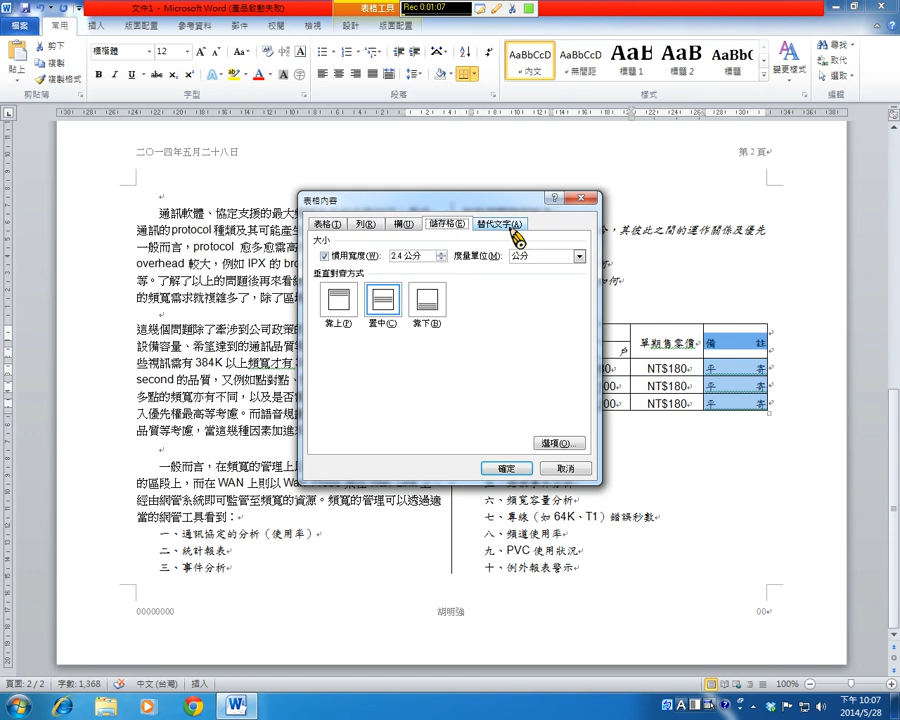 文件1 - Microsoft Word (產品啟動失敗)
表格工具
Rec 0:01:07
檔案 常用 插入 版面配置 參考資料 郵件 校閱 檢視 設計 版面配置
貼上 剪下 複製 複製格式 剪貼簿
標楷體 12 字型
段落
AaBbCcD 內文
AaBbCcD 無間距
AaBb 標題 1
AaBb 標題 2
AaBbC 標題
樣式
變更樣式
尋找 取代 選取 編輯
二〇一四年五月二十八日
第 2 頁
通訊軟體、協定支援的最大
通訊的 protocol 種類及其可能產生
一般而言,protocol 愈多愈需高
overhead 較大,例如 IPX 的 bro
等。了解了以上的問題後再來看
的頻寬需求就複雜多了,除了區
這幾個問題除了牽涉到公司政策的
設備容量、希望達到的通訊品質
些視訊需有 384K 以上頻寬才有
second 的品質,又例如點對點、
多點的頻寬亦有不同,以及是否
入優先權最高等考慮。而語音規
品質等考慮,當這幾種因素加進來
一般而言,在頻寬的管理上
的區段上,而在 WAN 上則以 Wa
經由網管系統即可監管至頻寬的資源。頻寬的管理可以透過適
當的網管工具看到:
一、通訊協定的分析(使用率)
二、統計報表
三、事件分析
,其彼此之間的運作關係及優先
何
如何
戶 早期售零價 備註
80 NT$180 平寄
00 NT$180 平寄
00 NT$180 平寄
六、頻寬容量分析
七、專線(如 64K、T1)錯誤秒數
八、頻道使用率
九、PVC 使用狀況
十、例外報表警示
00000000
胡明強
00
表格內容
表格(T) 列(R) 欄(U) 儲存格(E) 替代文字(A)
大小
慣用寬度(W): 2.4 公分 度量單位(M): 公分
垂直對齊方式
靠上(P) 置中(C) 靠下(B)
選項(O)...
確定 取消
頁面: 2 / 2 字數: 1,368 中文 (台灣) 插入
100%
下午 10:07
2014/5/28